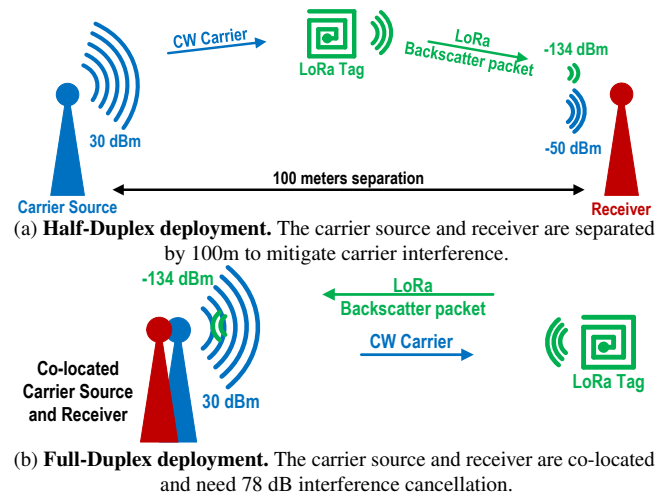 CW Carrier
LoRa
Backscatter packet
LoRa Tag
-134 dBm
30 dBm
-50 dBm
100 meters separation
Carrier Source
Receiver
(a) Half-Duplex deployment. The carrier source and receiver are separated
by 100m to mitigate carrier interference.
-134 dBm
LoRa
Backscatter packet
CW Carrier
Co-located
Carrier Source
and Receiver
30 dBm
LoRa Tag
(b) Full-Duplex deployment. The carrier source and receiver are co-located
and need 78 dB interference cancellation.